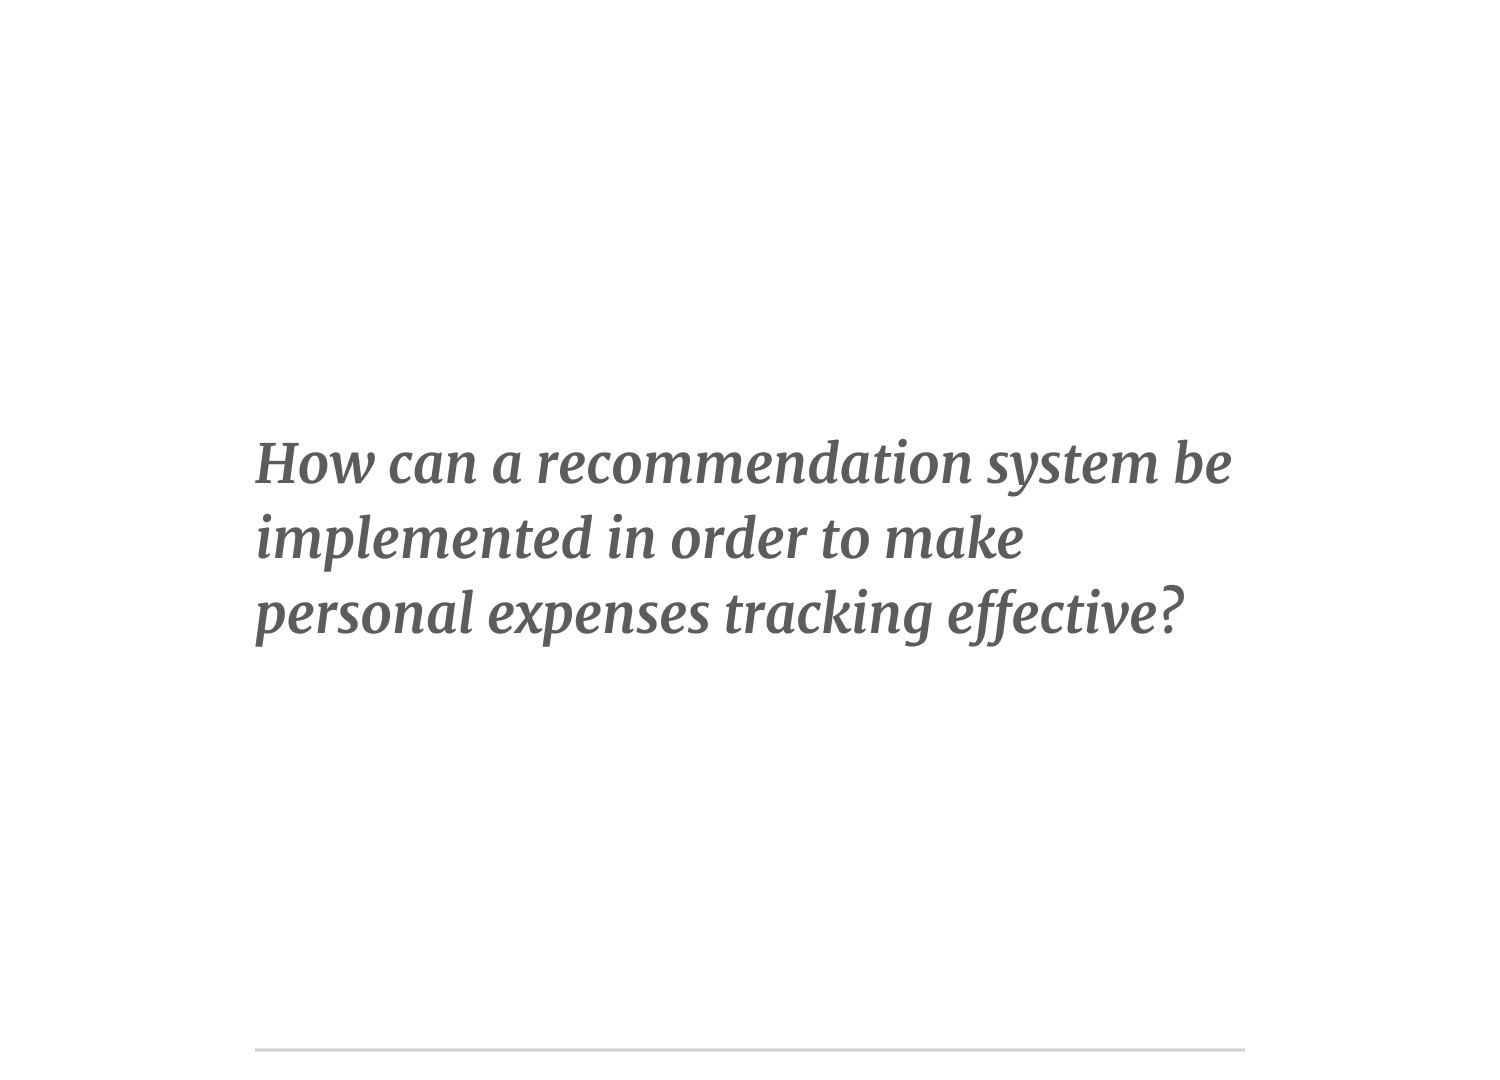 How can a recommendation system be
implemented in order to make
personal expenses tracking effective?